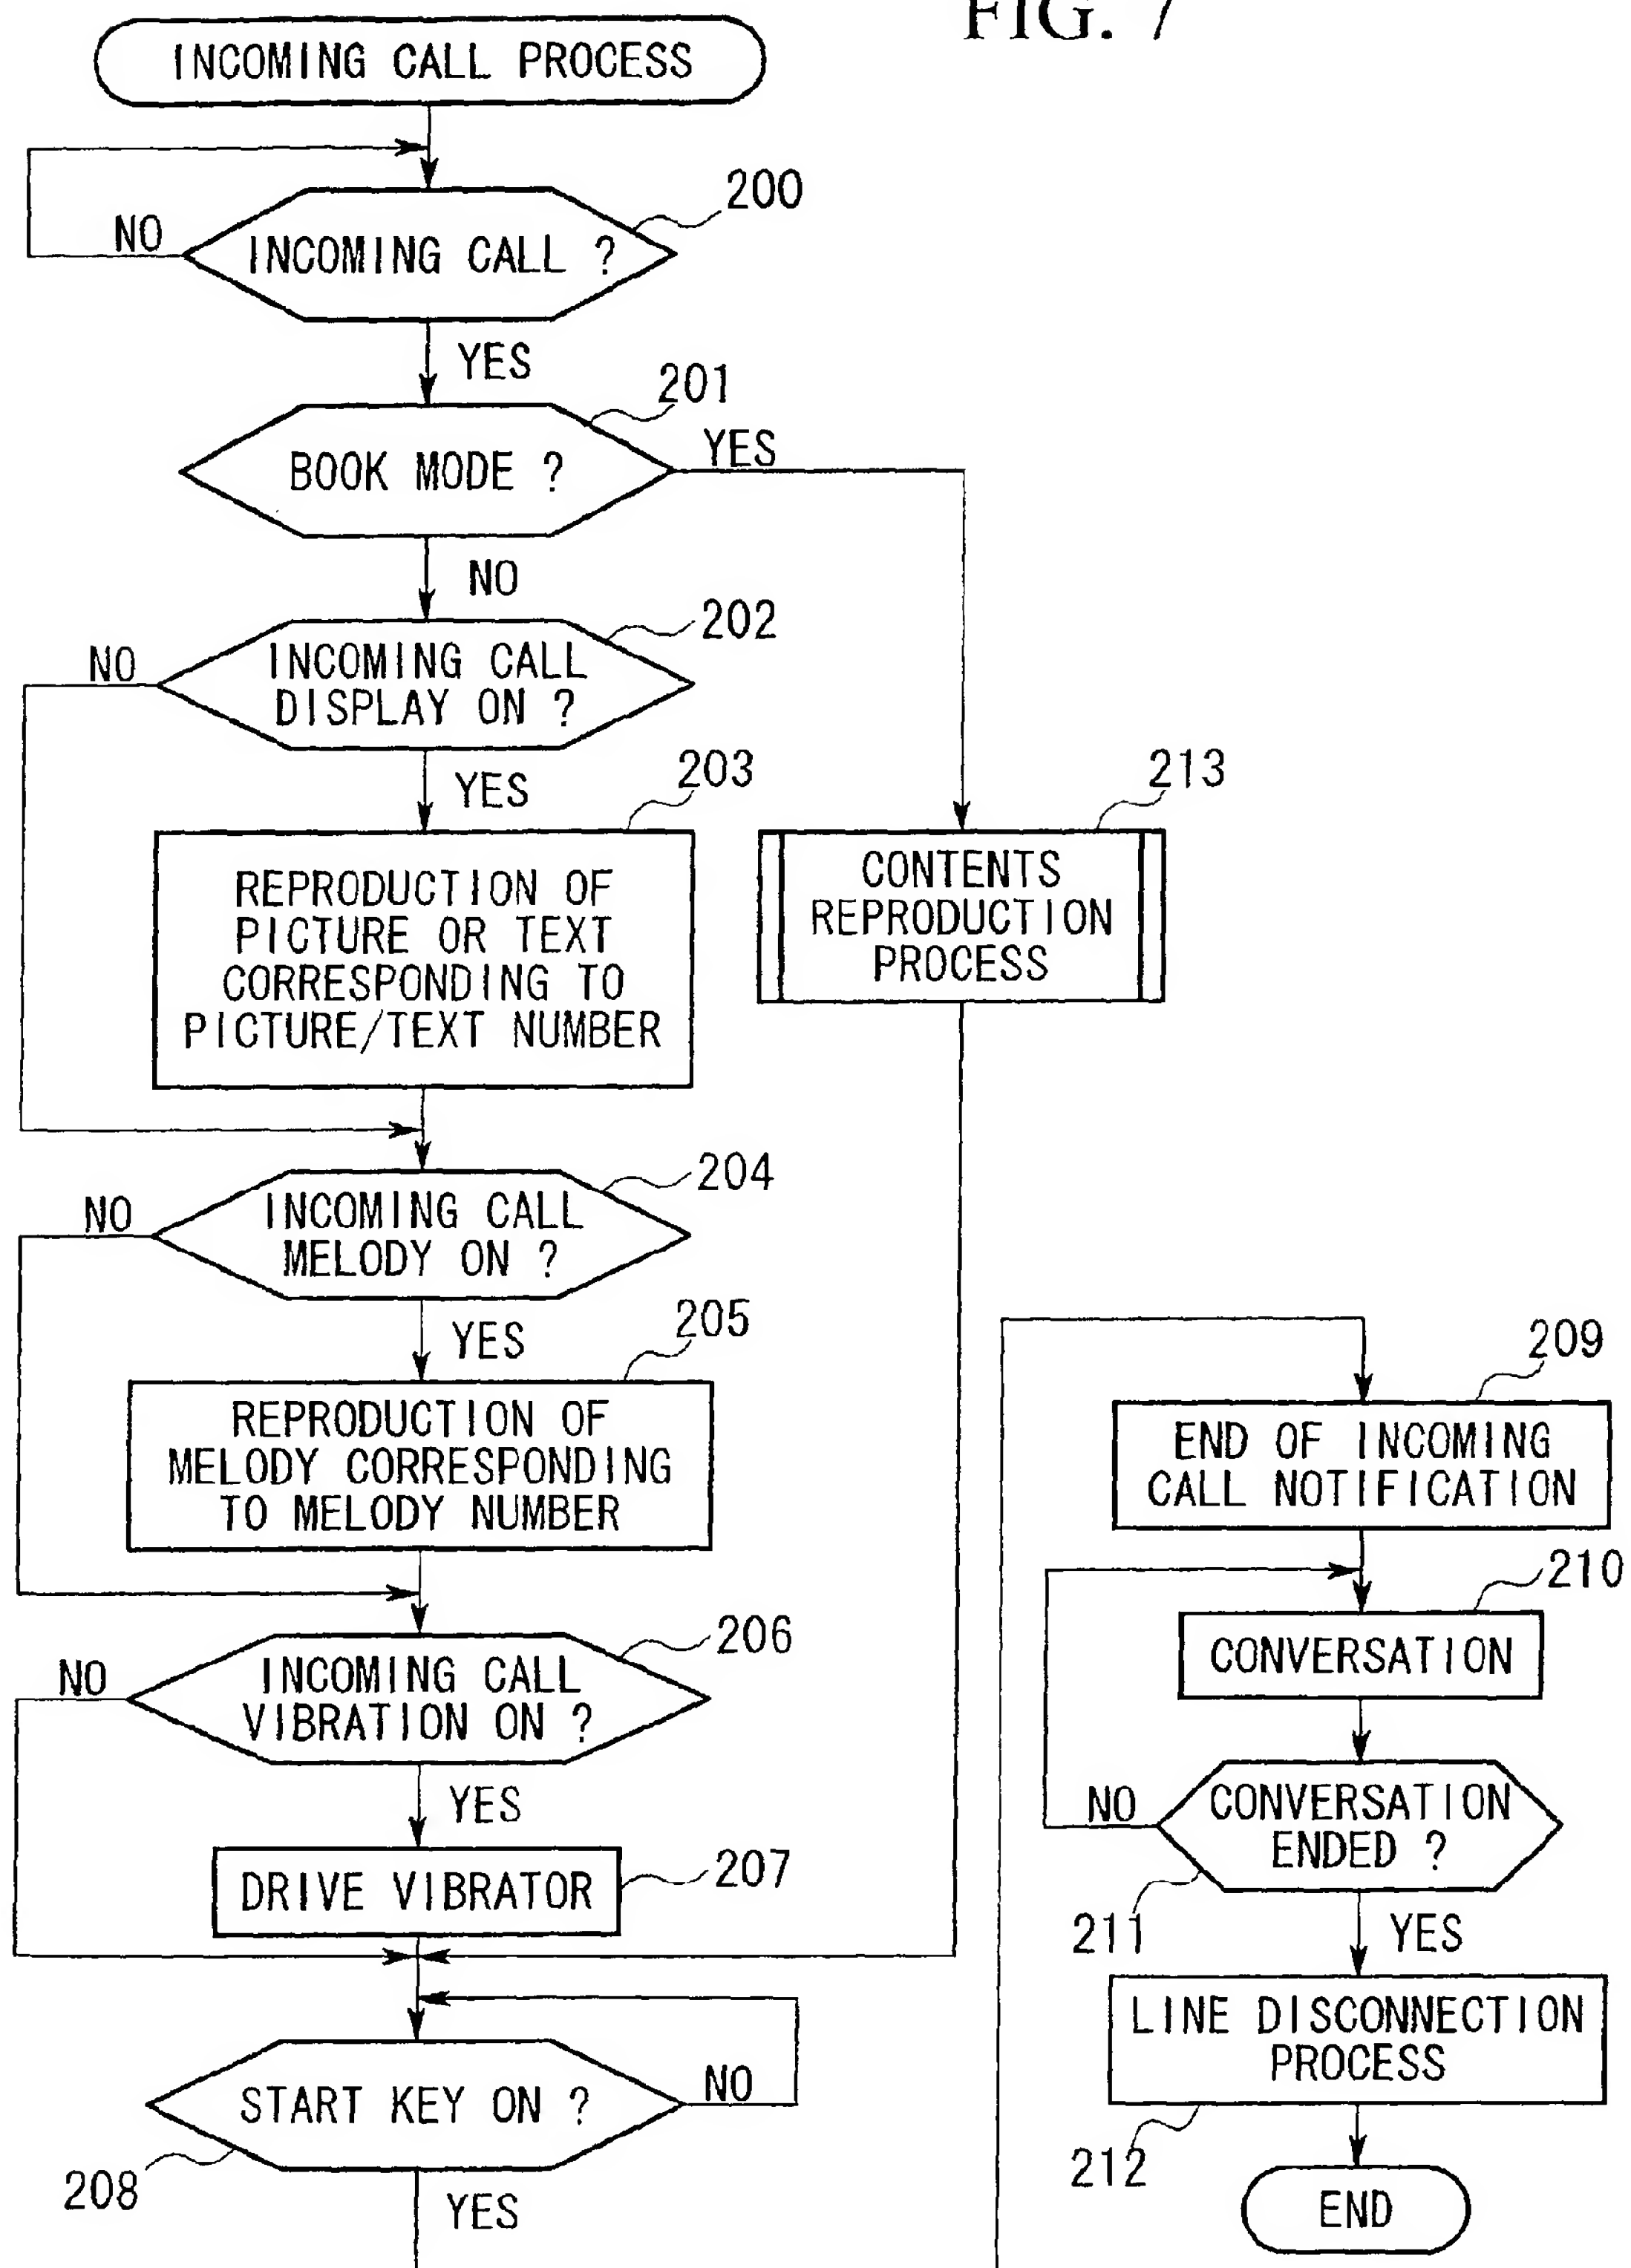 FIG. 7
INCOMING CALL PROCESS
200
NO
INCOMING CALL ?
YES
201
BOOK MODE ?
YES
NO
202
NO
INCOMING CALL
DISPLAY ON ?
YES
203
REPRODUCTION OF
PICTURE OR TEXT
CORRESPONDING TO
PICTURE/TEXT NUMBER
213
CONTENTS
REPRODUCTION
PROCESS
204
NO
INCOMING CALL
MELODY ON ?
YES
205
REPRODUCTION OF
MELODY CORRESPONDING
TO MELODY NUMBER
206
NO
INCOMING CALL
VIBRATION ON ?
YES
DRIVE VIBRATOR
207
START KEY ON ?
NO
208
YES
209
END OF INCOMING
CALL NOTIFICATION
210
CONVERSATION
NO
CONVERSATION
ENDED ?
211
YES
LINE DISCONNECTION
PROCESS
212
END